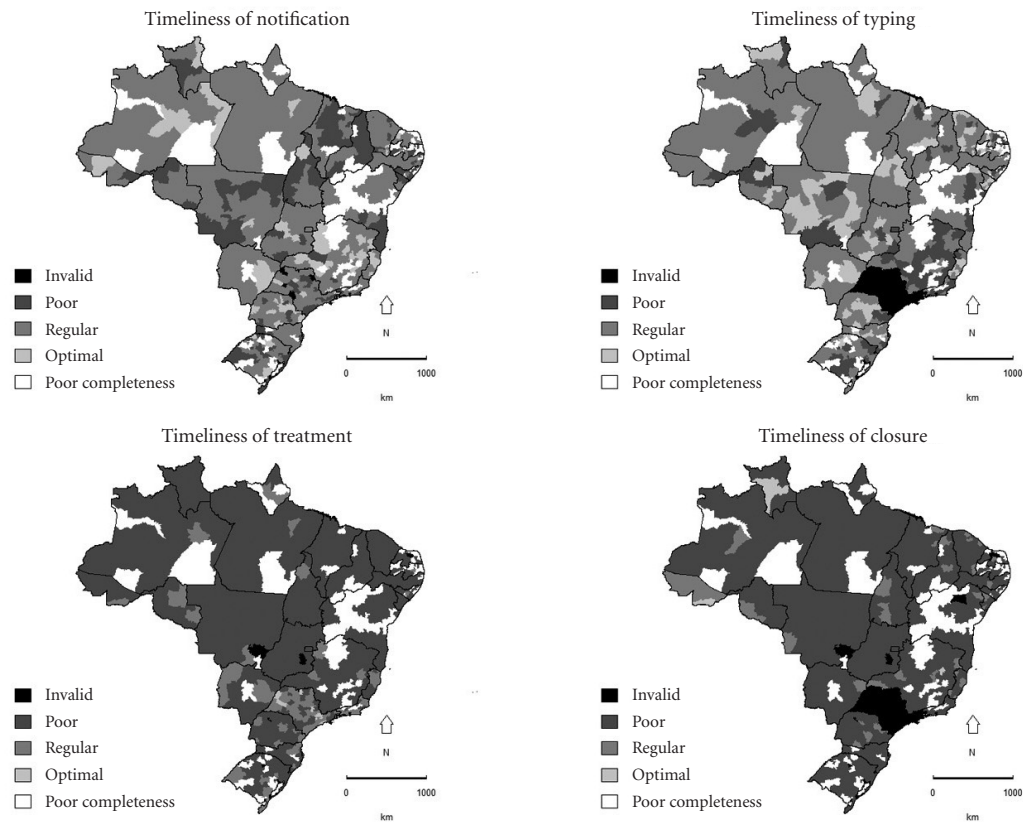 Timeliness of notification
Invalid
Poor
Regular
Optimal
Poor completeness
N
0 1000
km
Timeliness of typing
Invalid
Poor
Regular
Optimal
Poor completeness
N
0 1000
km
Timeliness of treatment
Invalid
Poor
Regular
Optimal
Poor completeness
N
0 1000
km
Timeliness of closure
Invalid
Poor
Regular
Optimal
Poor completeness
N
0 1000
km